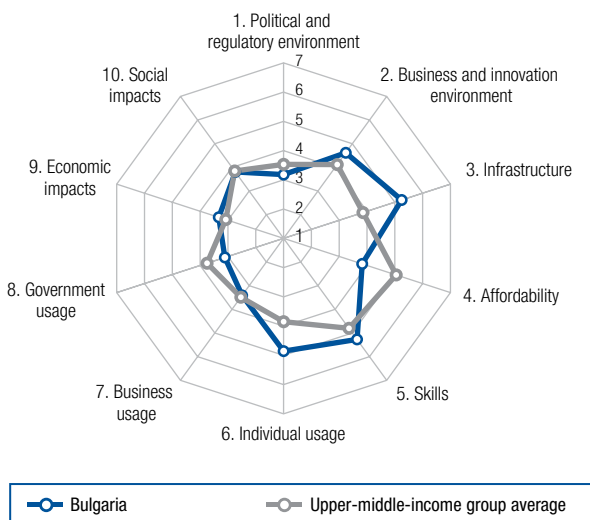 1. Political and
regulatory environment
2. Business and innovation
environment
3. Infrastructure
4. Affordability
5. Skills
6. Individual usage
7. Business
usage
8. Government
usage
9. Economic
impacts
10. Social
impacts
7
6
5
4
3
2
1
Bulgaria
Upper-middle-income group average